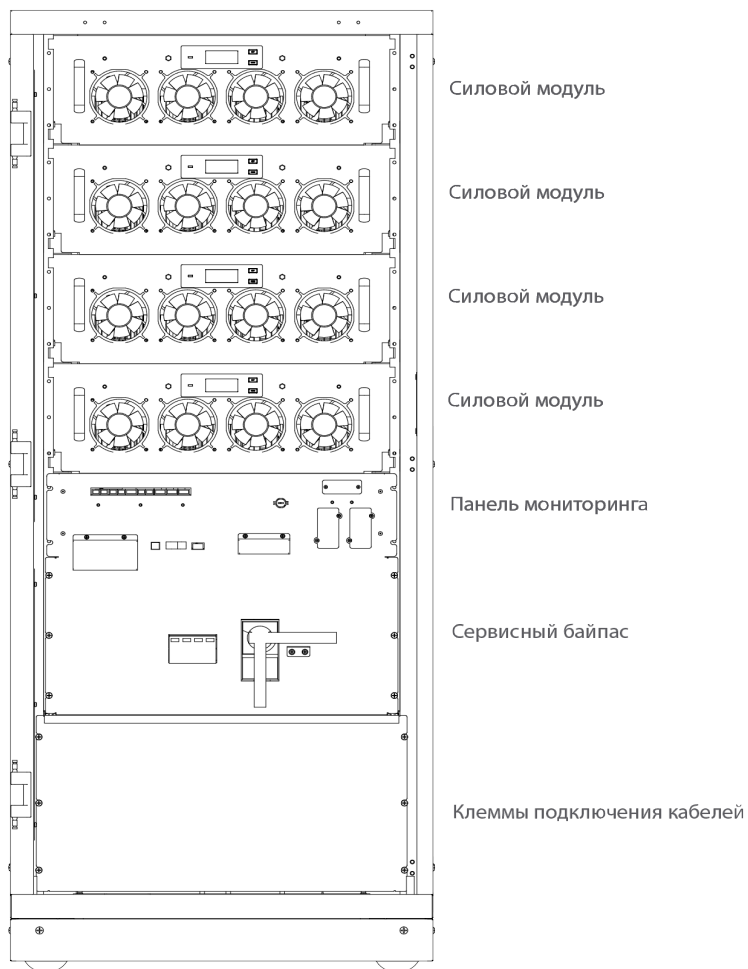 Силовой модуль
Силовой модуль
Силовой модуль
Силовой модуль
Панель мониторинга
Сервисный байпас
Клеммы подключения кабелей